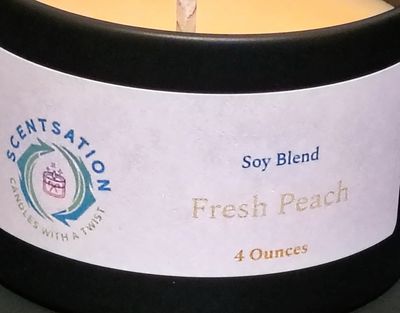 SCENTSATION
CANDLES WITH A TWIST
Soy Blend
Fresh Peach
4 Ounces